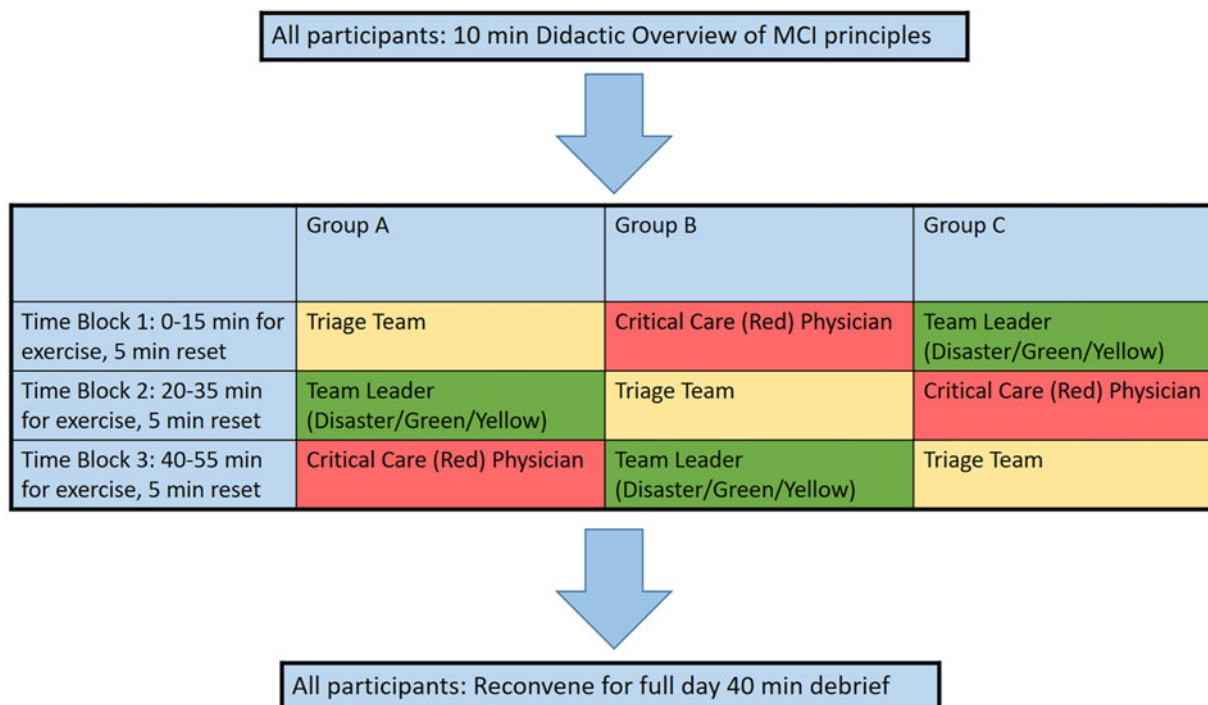 All participants: 10 min Didactic Overview of MCI principles
Group A
Group B
Group C
Time Block 1: 0-15 min for
exercise, 5 min reset
Triage Team
Critical Care (Red) Physician
Team Leader
(Disaster/Green/Yellow)
Time Block 2: 20-35 min
for exercise, 5 min reset
Team Leader
(Disaster/Green/Yellow)
Triage Team
Critical Care (Red) Physician
Time Block 3: 40-55 min
for exercise, 5 min reset
Critical Care (Red) Physician
Team Leader
(Disaster/Green/Yellow)
Triage Team
All participants: Reconvene for full day 40 min debrief